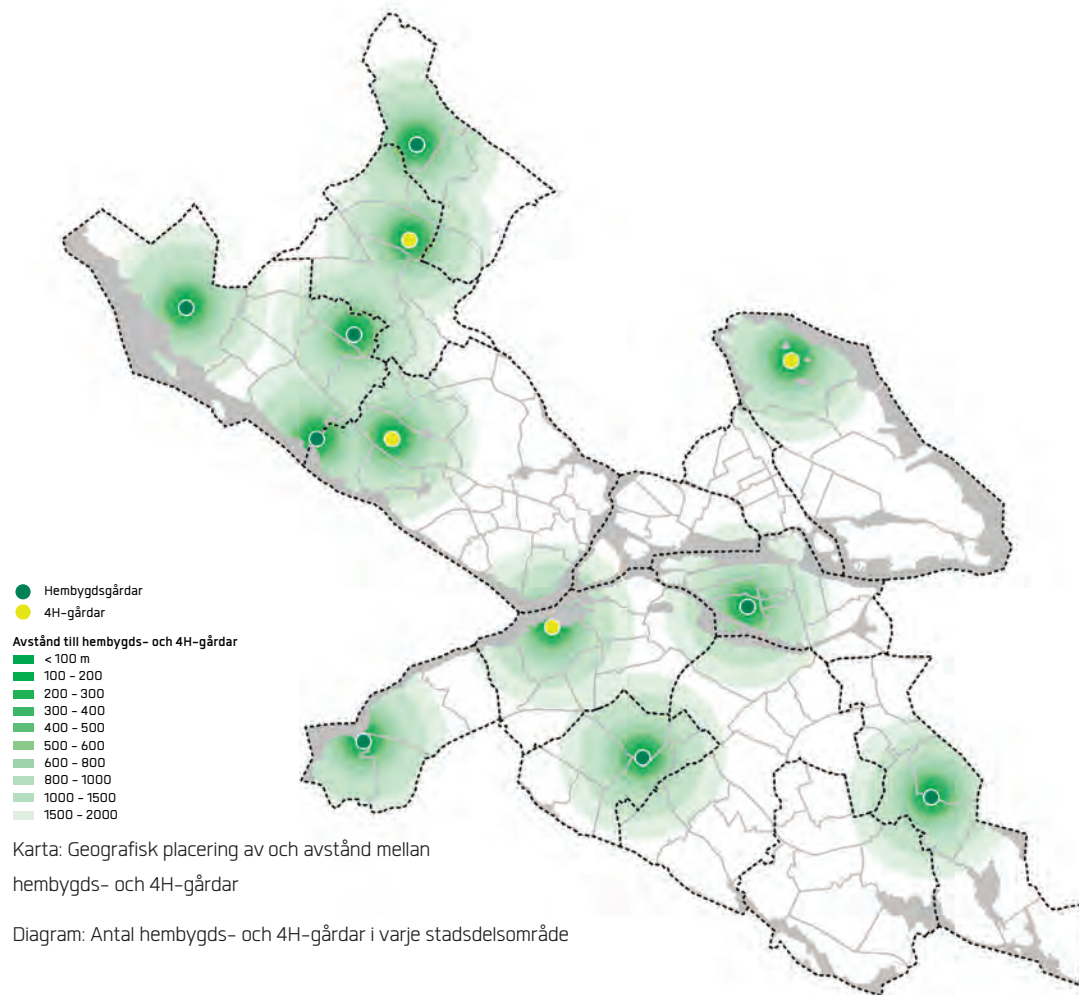 Hembygdsgårdar
4H-gårdar
Avstånd till hembygds- och 4H-gårdar
< 100 m
100 - 200
200 - 300
300 - 400
400 - 500
500 - 600
600 - 800
800 - 1000
1000 - 1500
1500 - 2000
Karta: Geografisk placering av och avstånd mellan
hembygds- och 4H-gårdar
Diagram: Antal hembygds- och 4H-gårdar i varje stadsdelsområde